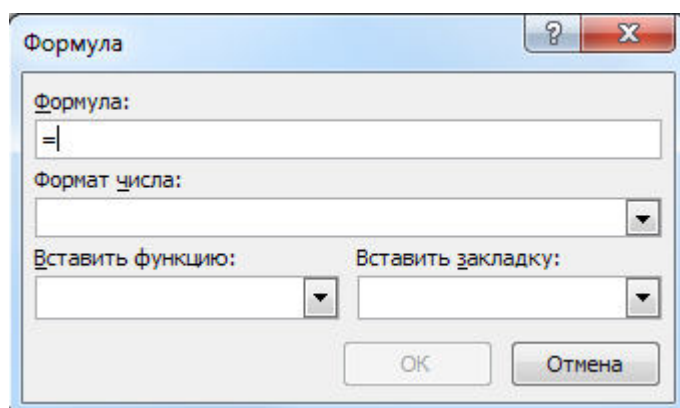 Формула
Формула:
=
Формат числа:
Вставить функцию: Вставить закладку:
ОК Отмена